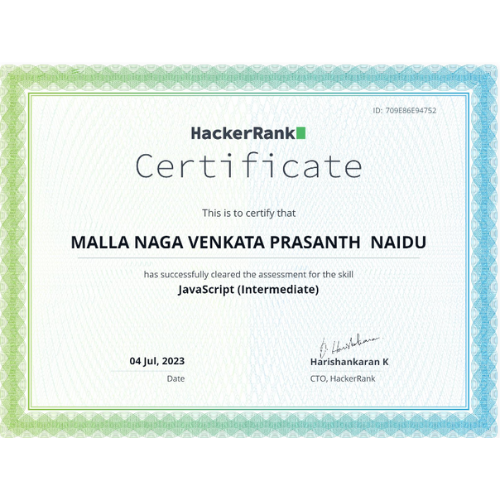 ID: 709E86E94752
HackerRank
Certificate
This is to certify that
MALLA NAGA VENKATA PRASANTH NAIDU
has successfully cleared the assessment for the skill
JavaScript (Intermediate)
04 Jul, 2023
Date
Harishankaran K
CTO, HackerRank